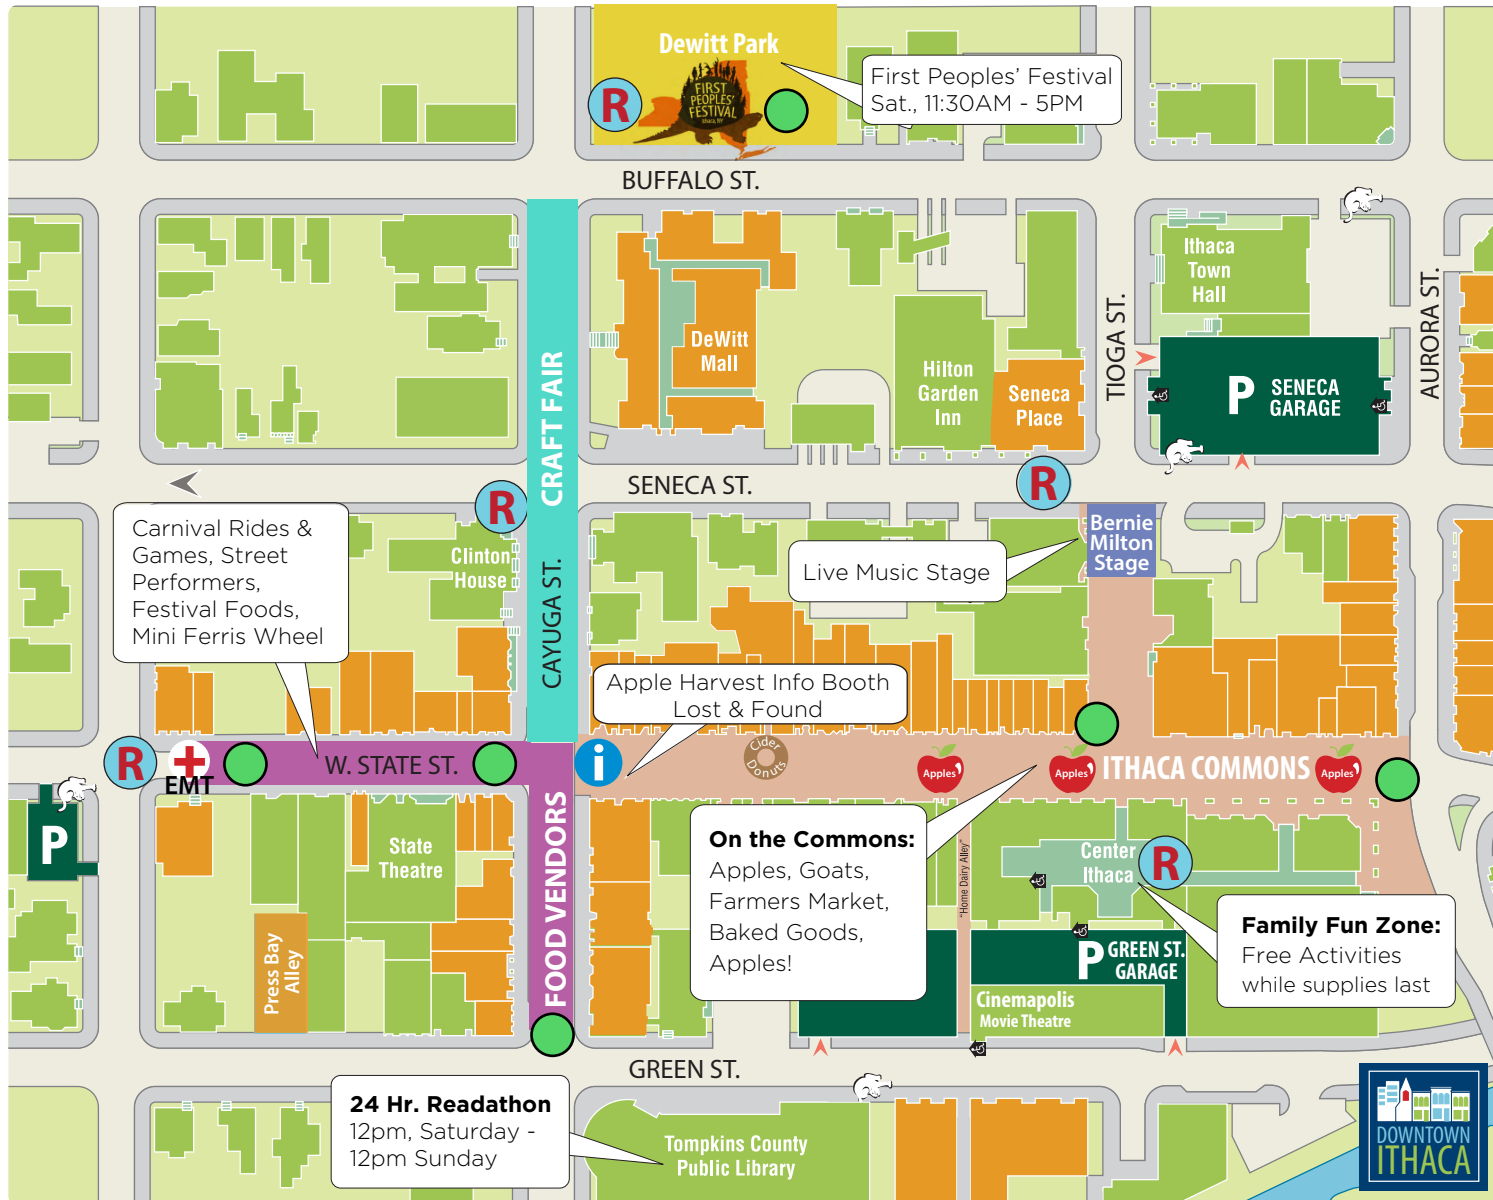 Dewitt Park
FIRST
PEOPLES'
FESTIVAL
Ithaca, NY
R
First Peoples' Festival
Sat., 11:30AM - 5PM
BUFFALO ST.
Ithaca
Town
Hall
TIOGA ST.
AURORA ST.
CRAFT FAIR
DeWitt
Mall
Hilton
Garden
Inn
Seneca
Place
P SENECA
GARAGE
R
SENECA ST.
R
Carnival Rides &
Games, Street
Performers,
Festival Foods,
Mini Ferris Wheel
Clinton
House
CAYUGA ST.
Live Music Stage
Bernie
Milton
Stage
Apple Harvest Info Booth
Lost & Found
R
EMT
W. STATE ST.
i
Cider
Donuts
Apples
Apples
ITHACA COMMONS
Apples
P
State
Theatre
FOOD VENDORS
Press Bay
Alley
On the Commons:
Apples, Goats,
Farmers Market,
Baked Goods,
Apples!
"Home Dairy Alley"
Center
Ithaca
R
Family Fun Zone:
Free Activities
while supplies last
P GREEN ST.
GARAGE
Cinemapolis
Movie Theatre
GREEN ST.
24 Hr. Readathon
12pm, Saturday -
12pm Sunday
Tompkins County
Public Library
DOWNTOWN
ITHACA